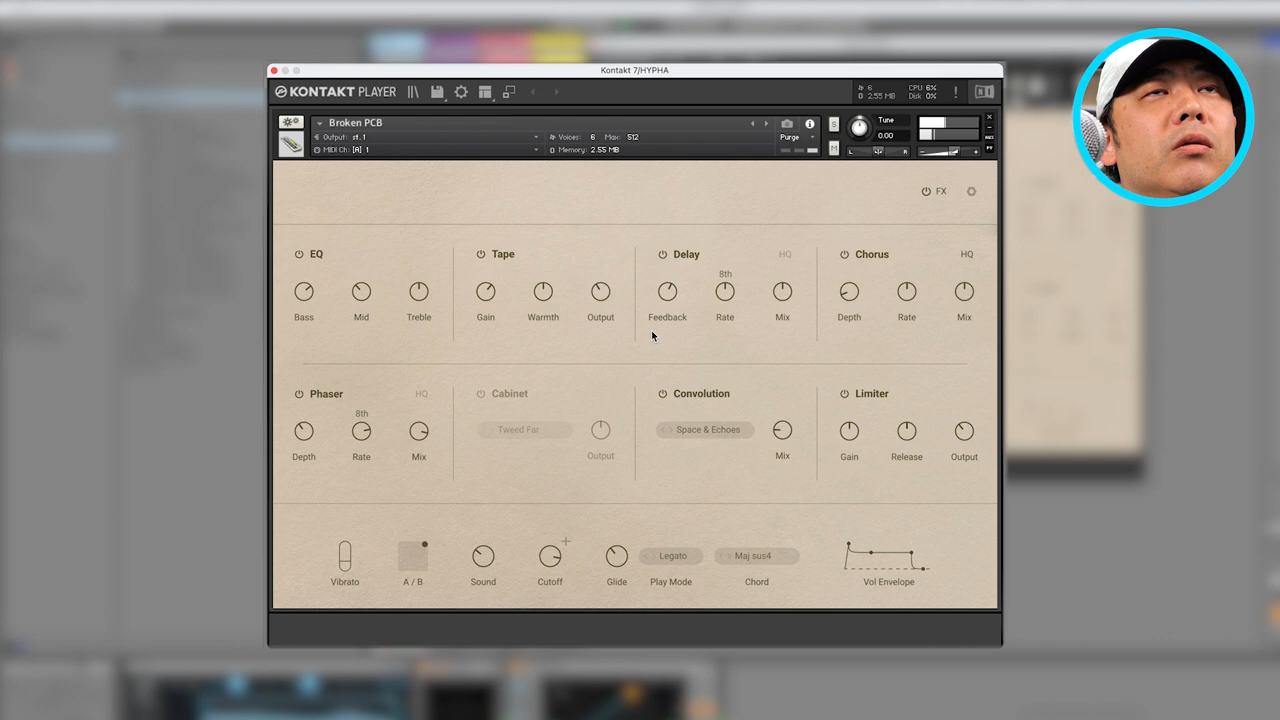 Kontakt 7/HYPHA
KONTAKT PLAYER
6
2.55 MB
CPU 6%
Disk 0%
!
Broken PCB
Output: st.1
Voices: 6 Max: 512
Purge
MIDI Ch: [A] 1
Memory: 2.55 MB
S
M
Tune
0.00
L R
FX
EQ
Tape
Delay HQ
Chorus HQ
8th
Bass Mid Treble
Gain Warmth Output
Feedback Rate Mix
Depth Rate Mix
Phaser HQ
Cabinet
Convolution
Limiter
8th
Tweed Far
Space & Echoes
Depth Rate Mix
Output
Mix
Gain Release Output
Legato
Maj sus4
Vibrato
A / B
Sound
Cutoff
Glide
Play Mode
Chord
Vol Envelope